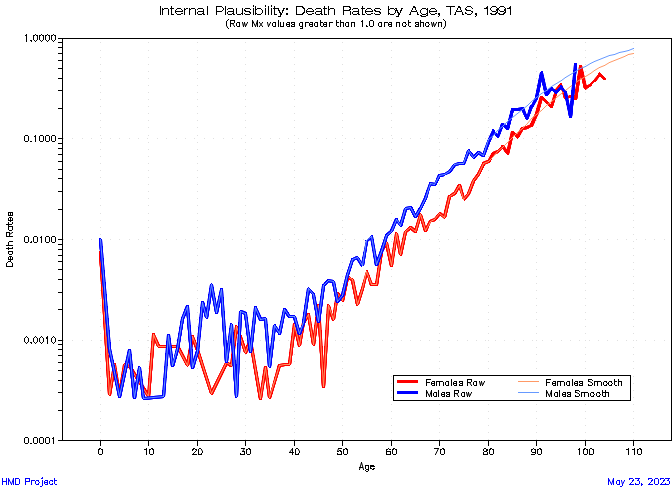 Internal Plausibility: Death Rates by Age, TAS, 1991
(Raw Mx values greater than 1.0 are not shown)
1.0000
0.1000
0.0100
0.0010
0.0001
Death Rates
0 10 20 30 40 50 60 70 80 90 100 110
Age
Females Raw Females Smooth
Males Raw Males Smooth
HMD Project May 23, 2023